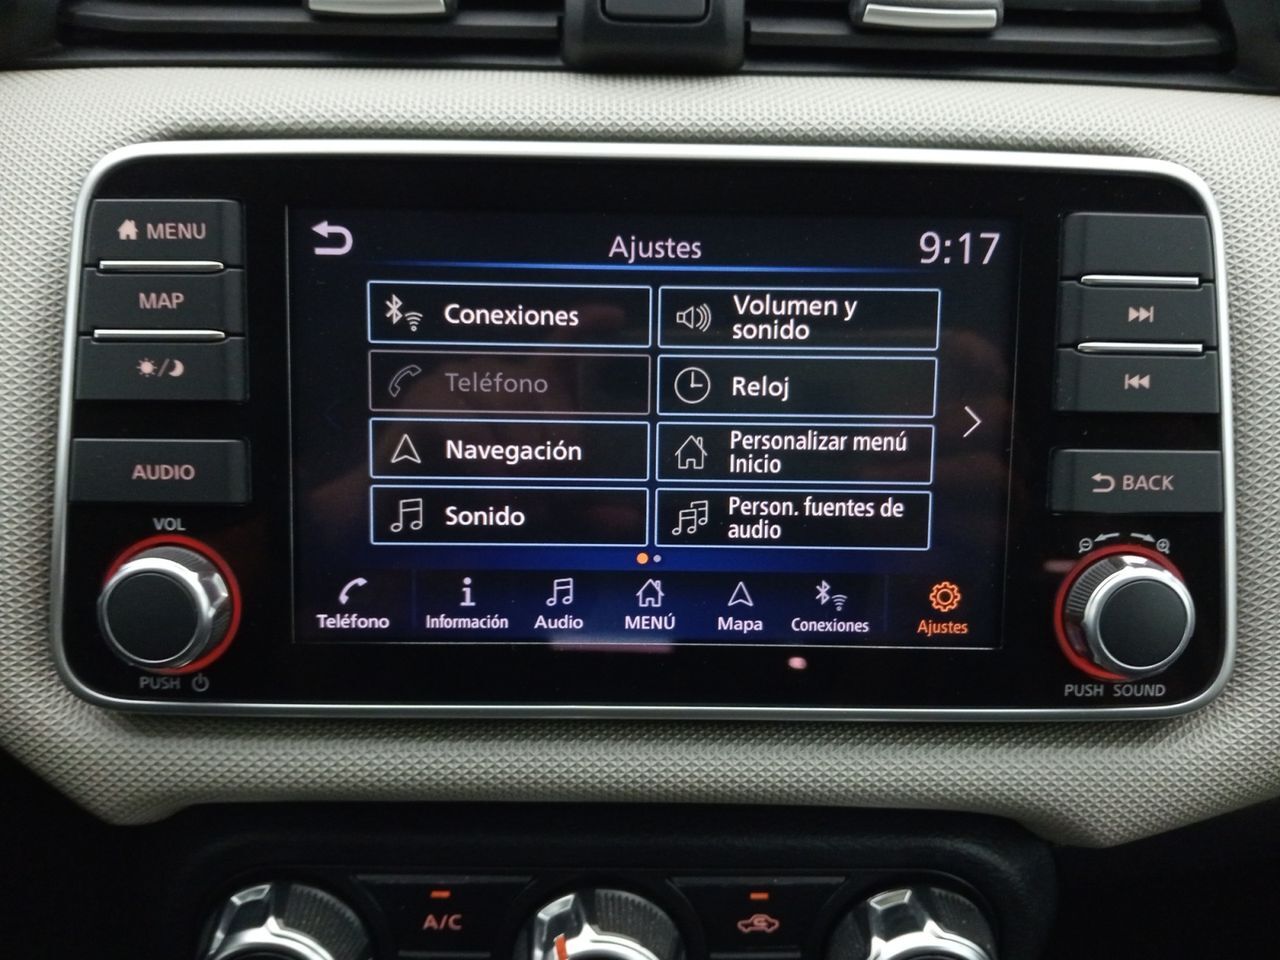 MENU
MAP
AUDIO
VOL
PUSH
Ajustes
9:17
Conexiones
Volumen y
sonido
Teléfono
Reloj
Navegación
Personalizar menú
Inicio
Sonido
Person. fuentes de
audio
Teléfono
Información
Audio
MENÚ
Mapa
Conexiones
Ajustes
BACK
PUSH SOUND
A/C